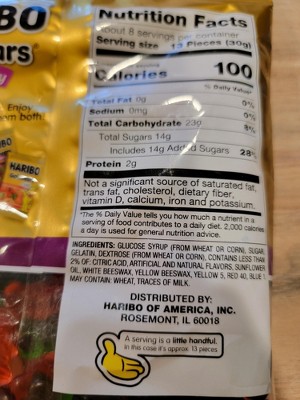 BO
ars
Enjoy
em both!
HARIBO
Nutrition Facts
about 8 servings per container
Serving size 13 Pieces (30g)
Calories 100
% Daily Value*
Total Fat 0g 0%
Sodium 0mg 0%
Total Carbohydrate 23g 8%
Total Sugars 14g
Includes 14g Added Sugars 28%
Protein 2g
Not a significant source of saturated fat,
trans fat, cholesterol, dietary fiber,
vitamin D, calcium, iron and potassium.
*The % Daily Value tells you how much a nutrient in a
serving of food contributes to a daily diet. 2,000 calories
a day is used for general nutrition advice.
INGREDIENTS: GLUCOSE SYRUP (FROM WHEAT OR CORN), SUGAR,
GELATIN, DEXTROSE (FROM WHEAT OR CORN), CONTAINS LESS THAN
2% OF: CITRIC ACID, ARTIFICIAL AND NATURAL FLAVORS, SUNFLOWER
OIL, WHITE BEESWAX, YELLOW BEESWAX, YELLOW 5, RED 40, BLUE 1
MAY CONTAIN: WHEAT, TRACES OF MILK.
DISTRIBUTED BY:
HARIBO OF AMERICA, INC.
ROSEMONT, IL 60018
A serving is a little handful.
In this case it's approx. 13 pieces